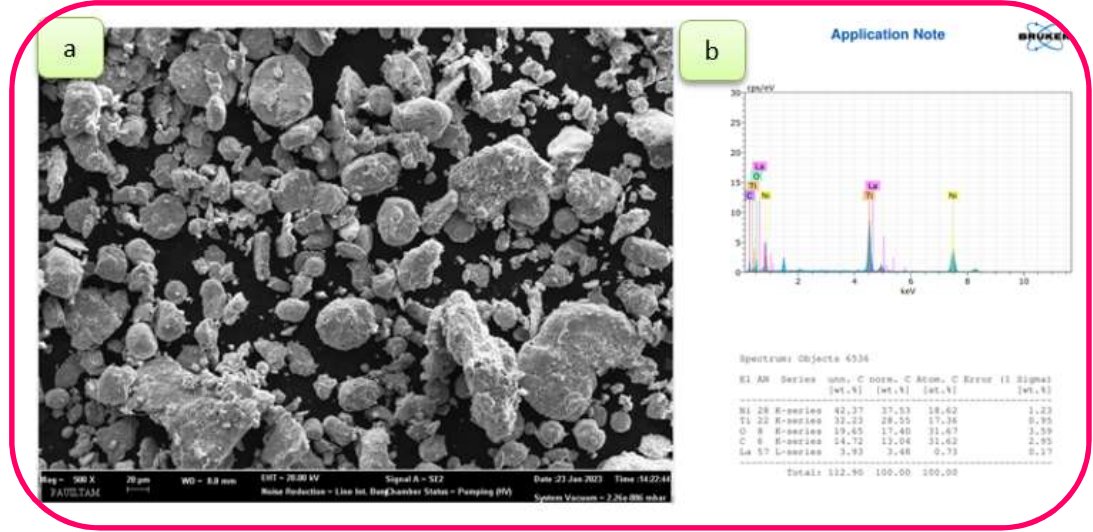 a
Mag = 500 X
20 µm
WD = 8.0 mm
EHT = 20.00 kV
Signal A = SE2
Date :23 Jan 2023
Time :14:22:44
Noise Reduction = Line Int. Busy
Chamber Status = Pumping (HV)
System Vacuum = 2.26e-006 mbar
b
Application Note
BRUKER
cps/eV
30
25
20
15
10
5
0
La
O
Ti
C
Ni
La
Ti
Ni
2
4
6
8
10
keV
Spectrum: Objects 6536
El AN Series unn. C norm. C Atom. C Error (1 Sigma)
[wt.%] [wt.%] [at.%] [wt.%]
Ni 28 K-series 42.37 37.53 18.62 1.23
Ti 22 K-series 32.23 28.55 17.36 0.95
O 8 K-series 19.65 17.40 31.67 3.59
C 6 K-series 14.72 13.04 31.62 2.95
La 57 L-series 3.93 3.48 0.73 0.17
Total: 112.90 100.00 100.00